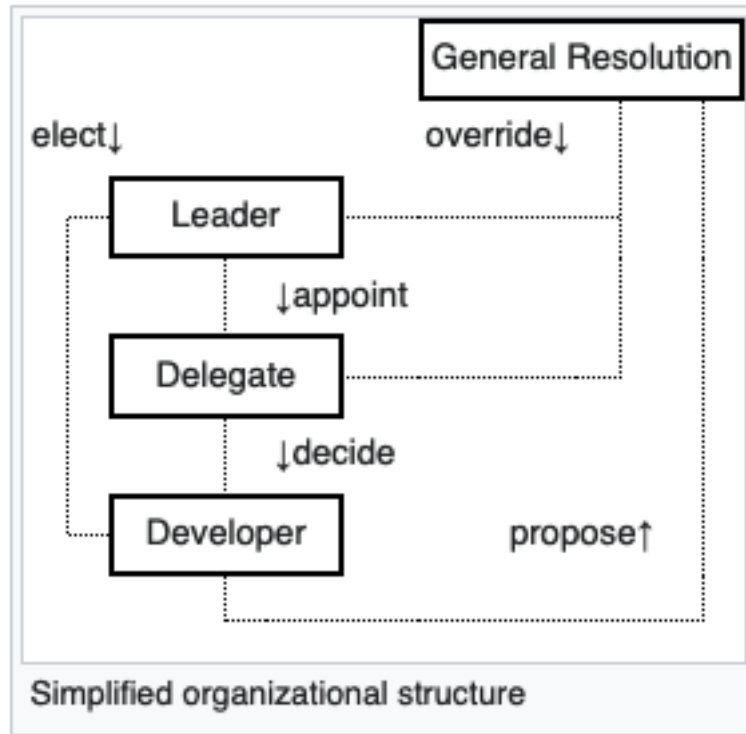 General Resolution
elect↓
override↓
Leader
↓appoint
Delegate
↓decide
Developer
propose↑
Simplified organizational structure